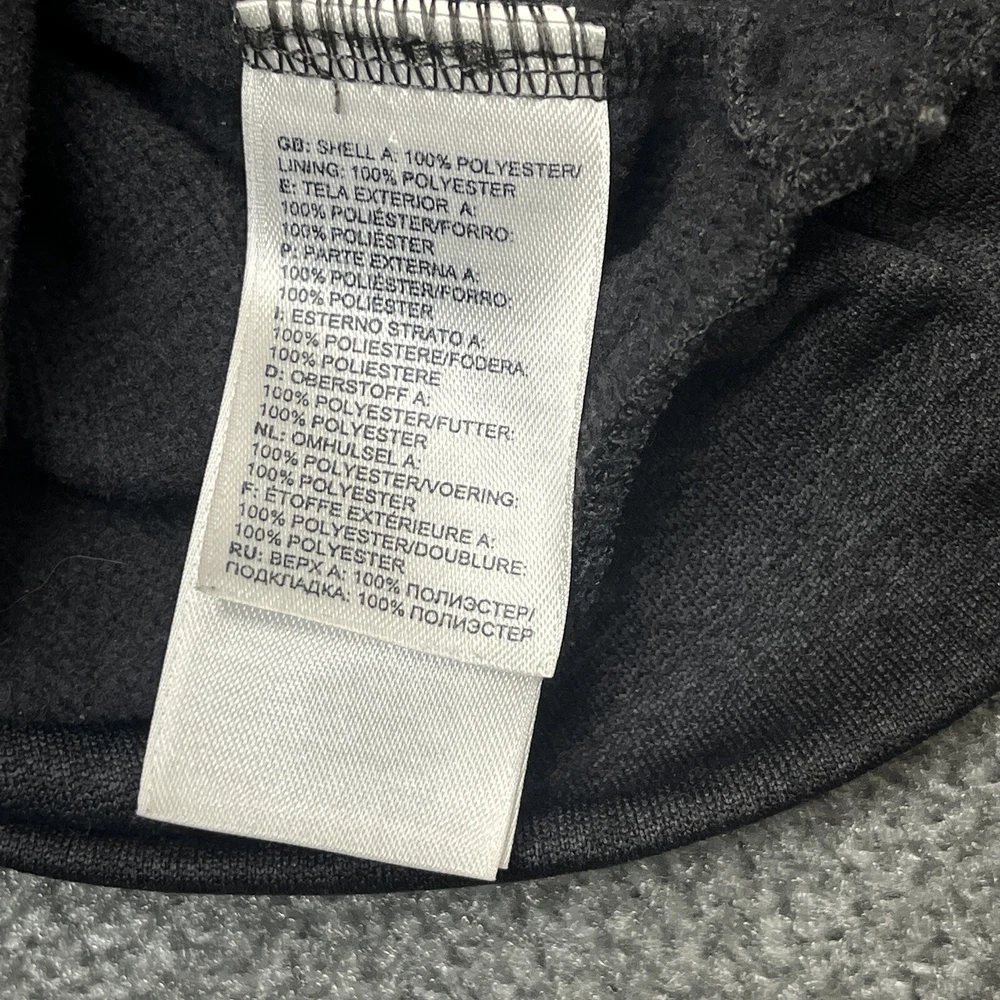 GB: SHELL A: 100% POLYESTER/
LINING: 100% POLYESTER
E: TELA EXTERIOR A:
100% POLIÉSTER/FORRO:
100% POLIÉSTER
P: PARTE EXTERNA A:
100% POLIÉSTER/FORRO:
100% POLIÉSTER
I: ESTERNO STRATO A:
100% POLIESTERE/FODERA:
100% POLIESTERE
D: OBERSTOFF A:
100% POLYESTER/FUTTER:
100% POLYESTER
NL: OMHULSEL A:
100% POLYESTER/VOERING:
100% POLYESTER
F: ÉTOFFE EXTÉRIEURE A:
100% POLYESTER/DOUBLURE:
100% POLYESTER
RU: ВЕРХ А: 100% ПОЛИЭСТЕР/
ПОДКЛАДКА: 100% ПОЛИЭСТЕР